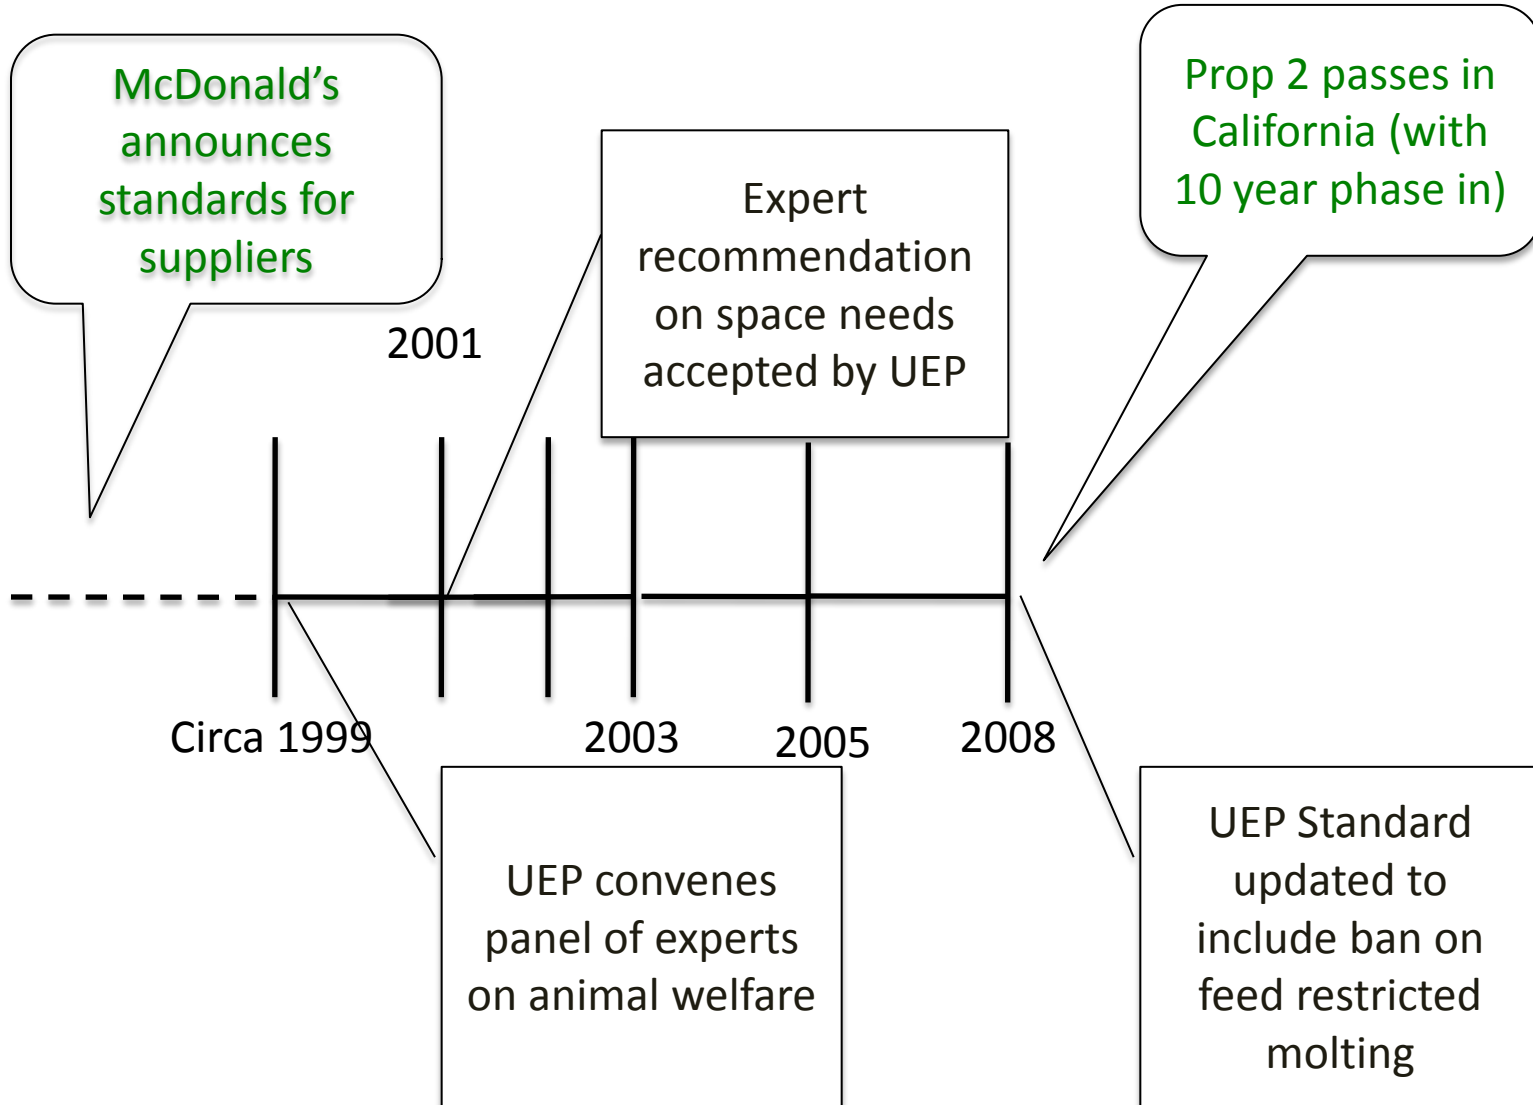 McDonald’s
announces
standards for
suppliers
Prop 2 passes in
California (with
10 year phase in)
Expert
recommendation
on space needs
accepted by UEP
2001
Circa 1999
2003
2005
2008
UEP convenes
panel of experts
on animal welfare
UEP Standard
updated to
include ban on
feed restricted
molting